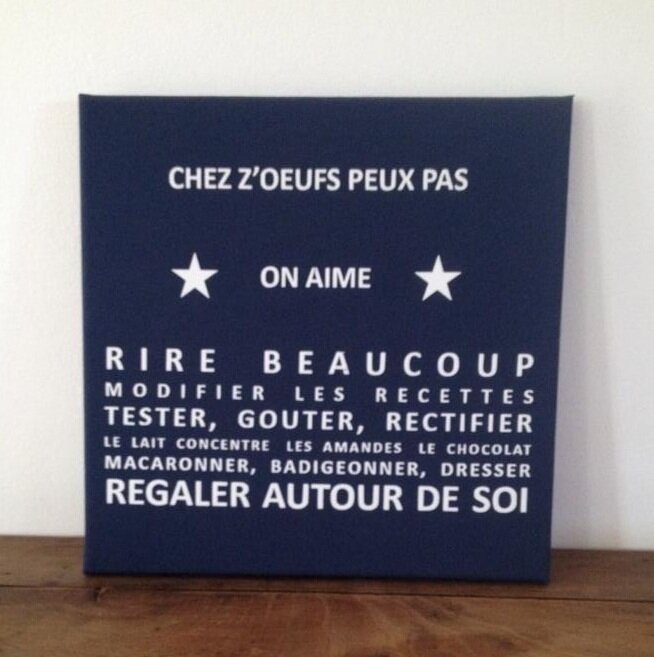 CHEZ Z'OEUFS PEUX PAS
ON AIME
RIRE BEAUCOUP
MODIFIER LES RECETTES
TESTER, GOUTER, RECTIFIER
LE LAIT CONCENTRE LES AMANDES LE CHOCOLAT
MACARONNER, BADIGEONNER, DRESSER
REGALER AUTOUR DE SOI